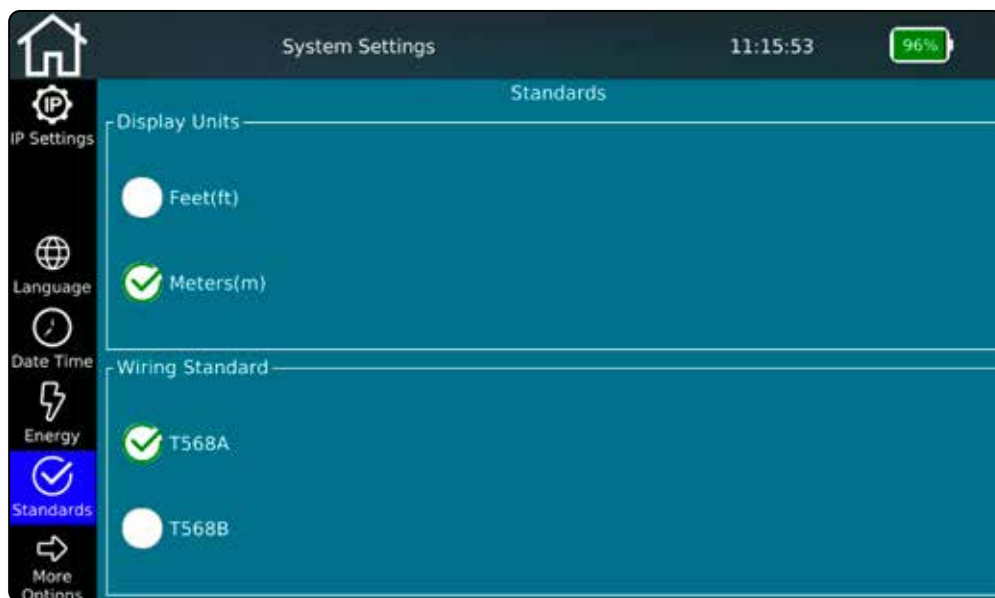 System Settings 11:15:53 96%
Standards
IP
IP Settings
Language
Date Time
Energy
Standards
More
Options
Display Units
Feet(ft)
Meters(m)
Wiring Standard
T568A
T568B